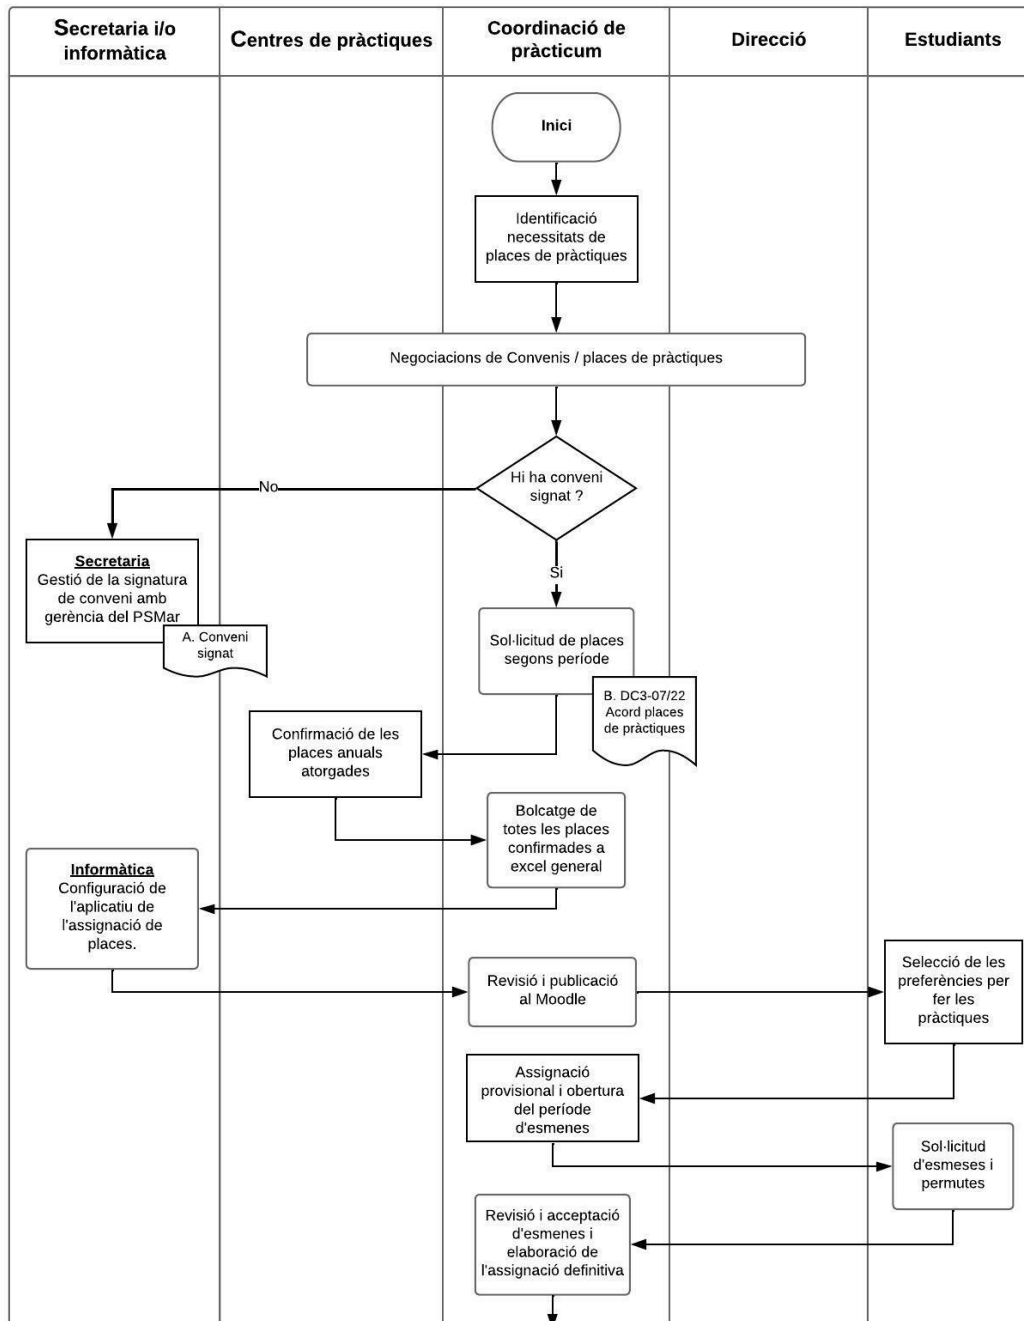 Secretaria i/o
informàtica
Centres de pràctiques
Coordinació de
pràcticum
Direcció
Estudiants
Inici
Identificació
necessitats de
places de pràctiques
Negociacions de Convenis / places de pràctiques
Hi ha conveni
signat ?
No
Si
Secretaria
Gestió de la signatura
de conveni amb
gerència del PSMar
A. Conveni
signat
Sol·licitud de places
segons període
B. DC3-07/22
Acord places
de pràctiques
Confirmació de les
places anuals
atorgades
Bolcatge de
totes les places
confirmades a
excel general
Informàtica
Configuració de
l'aplicatiu de
l'assignació de
places.
Revisió i publicació
al Moodle
Selecció de les
preferències per
fer les
pràctiques
Assignació
provisional i obertura
del període
d'esmenes
Sol·licitud
d'esmeses i
permutes
Revisió i acceptació
d'esmenes i
elaboració de
l'assignació definitiva